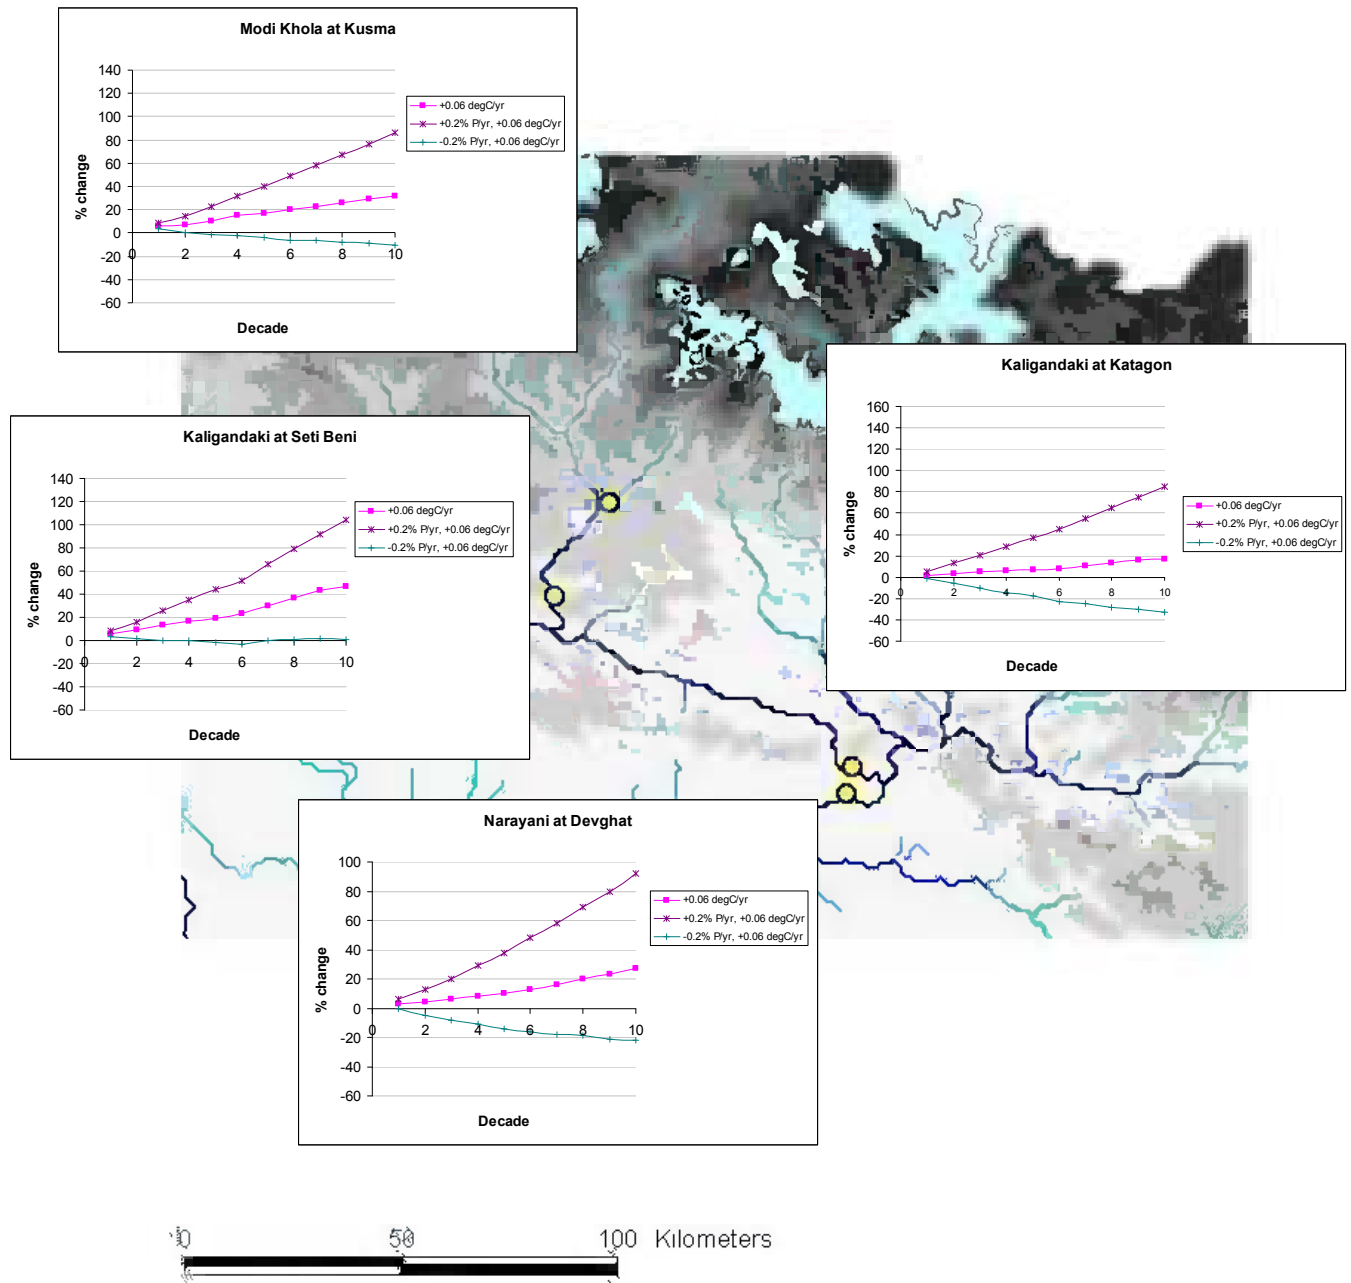 Modi Khola at Kusma
140
120
100
80
60
40
20
0
-20
-40
-60
0 2 4 6 8 10
% change
Decade
+0.06 degC/yr
+0.2% P/yr, +0.06 degC/yr
-0.2% P/yr, +0.06 degC/yr
Kaligandaki at Katagon
160
140
120
100
80
60
40
20
0
-20
-40
-60
0 2 4 6 8 10
% change
Decade
+0.06 degC/yr
+0.2% P/yr, +0.06 degC/yr
-0.2% P/yr, +0.06 degC/yr
Kaligandaki at Seti Beni
140
120
100
80
60
40
20
0
-20
-40
-60
0 2 4 6 8 10
% change
Decade
+0.06 degC/yr
+0.2% P/yr, +0.06 degC/yr
-0.2% P/yr, +0.06 degC/yr
Narayani at Devghat
100
80
60
40
20
0
-20
-40
-60
0 2 4 6 8 10
% change
Decade
+0.06 degC/yr
+0.2% P/yr, +0.06 degC/yr
-0.2% P/yr, +0.06 degC/yr
0 50 100 Kilometers